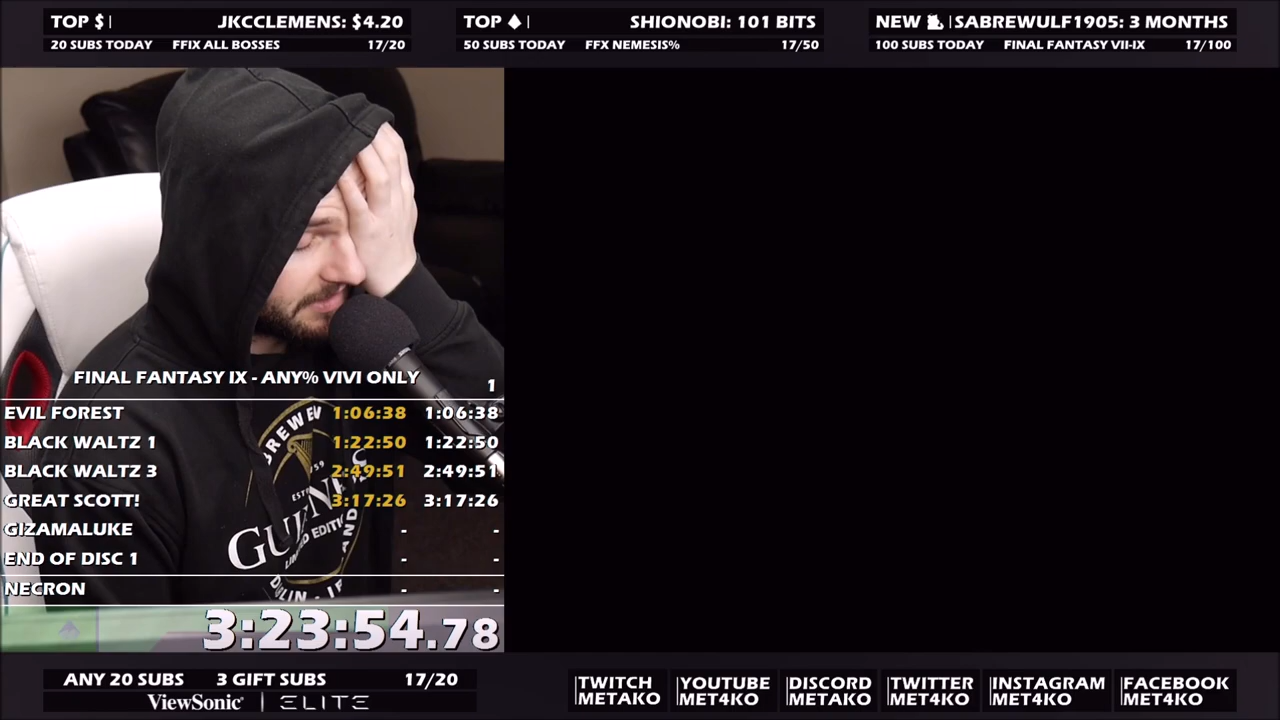 TOP $| JKCCLEMENS: $4.20
20 SUBS TODAY FFIX ALL BOSSES 17/20
TOP | SHIONOBI: 101 BITS
50 SUBS TODAY FFX NEMESIS% 17/50
NEW | SABREWULF1905: 3 MONTHS
100 SUBS TODAY FINAL FANTASY VII-IX 17/100
FINAL FANTASY IX - ANY% VIVI ONLY 1
EVIL FOREST 1:06:38 1:06:38
BLACK WALTZ 1 1:22:50 1:22:50
BLACK WALTZ 3 2:49:51 2:49:51
GREAT SCOTT! 3:17:26 3:17:26
GIZAMALUKE - -
END OF DISC 1 - -
NECRON - -
3:23:54.78
GUINNESS
ANY 20 SUBS 3 GIFT SUBS 17/20
ViewSonic | ELITE
TWITCH
METAKO
YOUTUBE
MET4KO
DISCORD
METAKO
TWITTER
MET4KO
INSTAGRAM
MET4KO
FACEBOOK
MET4KO